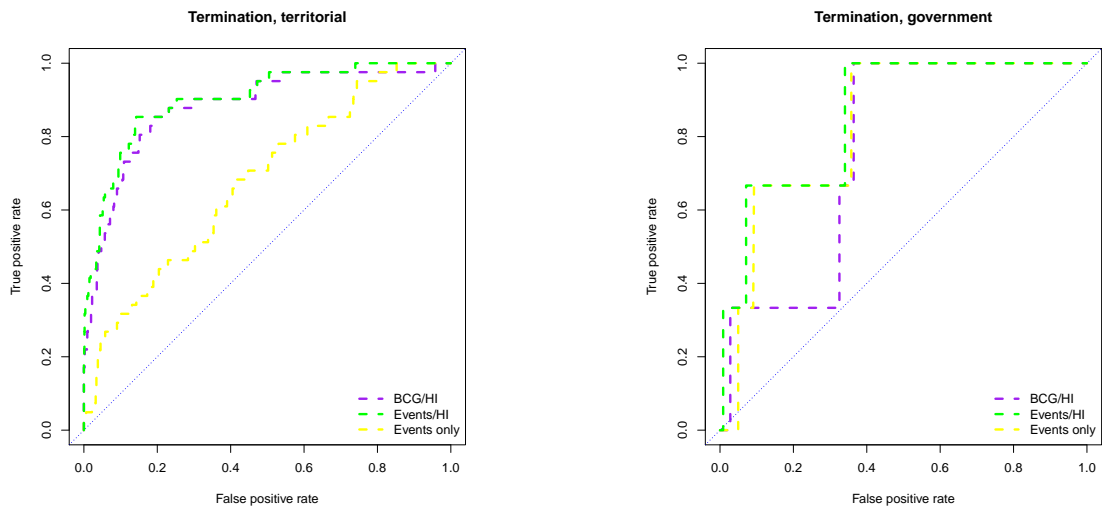 Termination, territorial
True positive rate
1.0
0.8
0.6
0.4
0.2
0.0
BCG/HI
Events/HI
Events only
0.0 0.2 0.4 0.6 0.8 1.0
False positive rate
Termination, government
True positive rate
1.0
0.8
0.6
0.4
0.2
0.0
BCG/HI
Events/HI
Events only
0.0 0.2 0.4 0.6 0.8 1.0
False positive rate